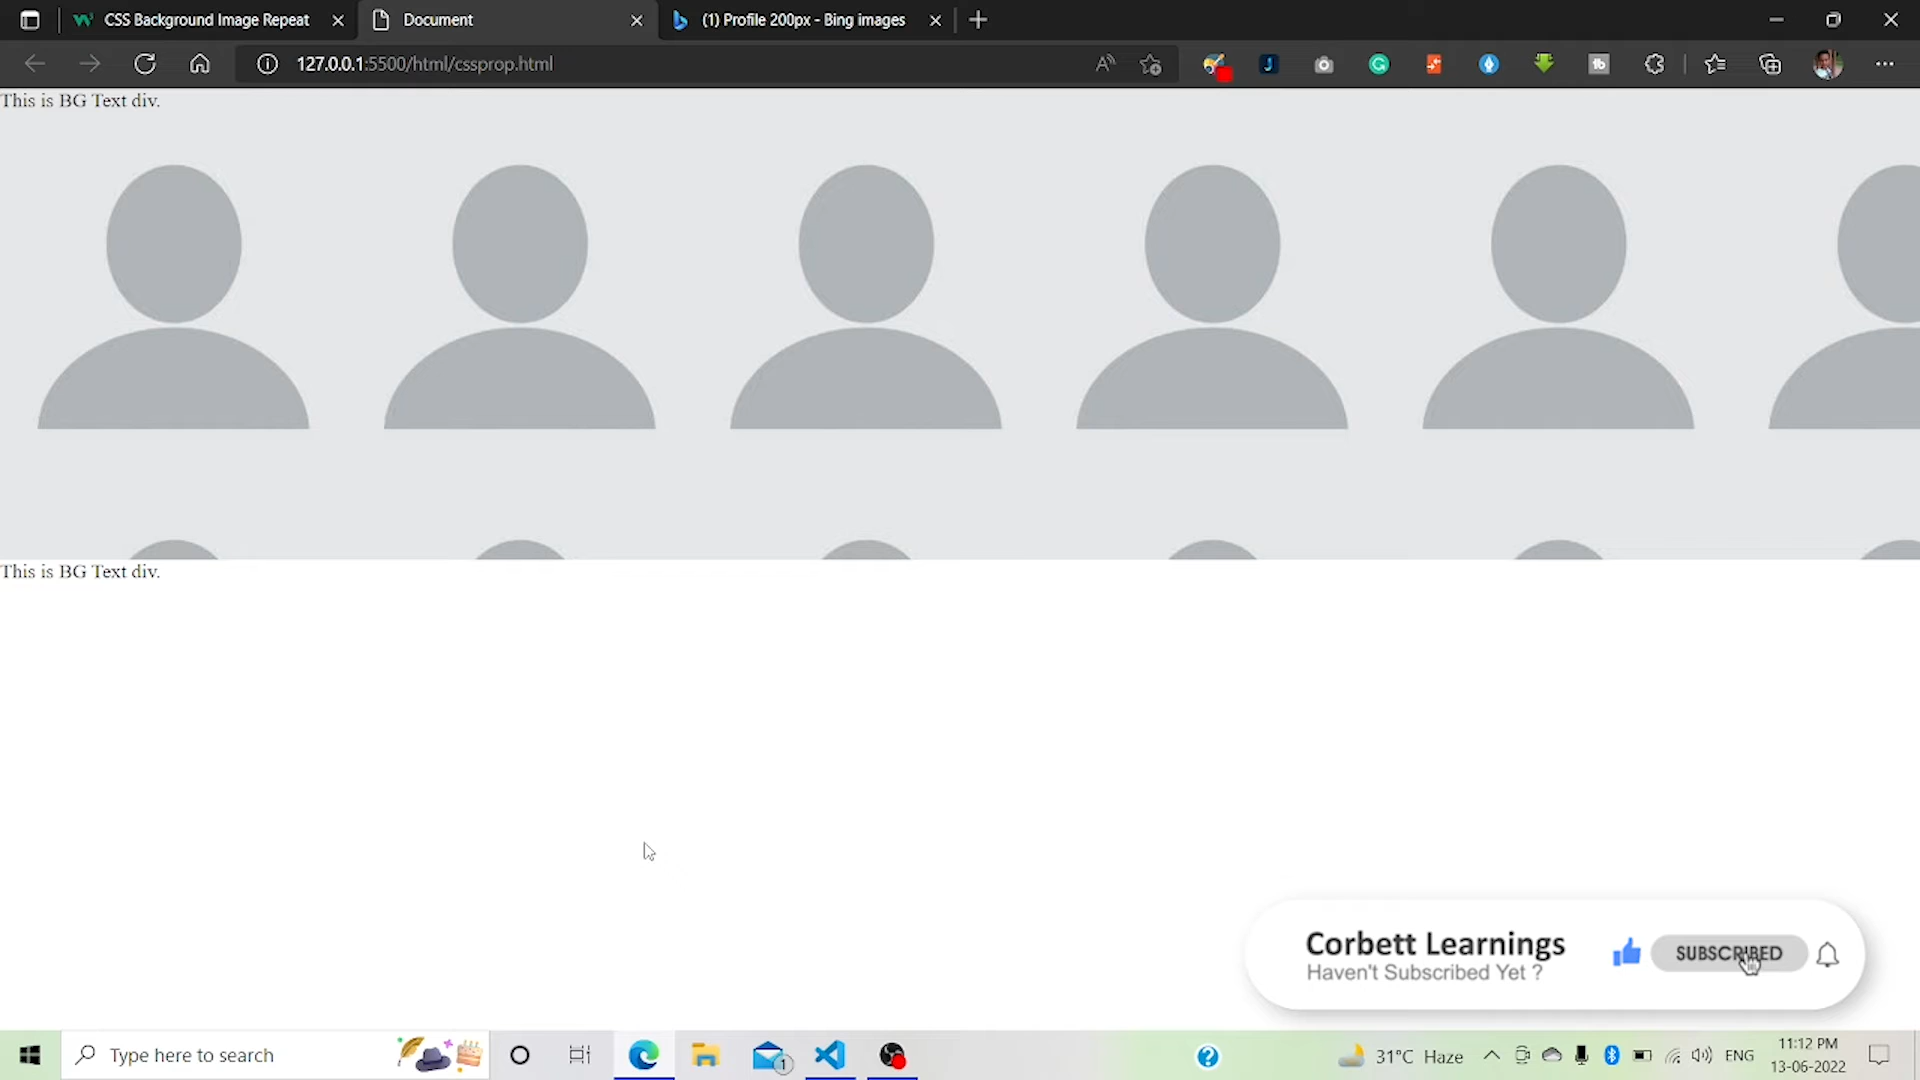 CSS Background Image Repeat
Document
(1) Profile 200px - Bing images
127.0.0.1:5500/html/cssprop.html
This is BG Text div.
This is BG Text div.
Corbett Learnings
Haven't Subscribed Yet ?
SUBSCRIBED
Type here to search
1
31°C Haze
ENG
11:12 PM
13-06-2022